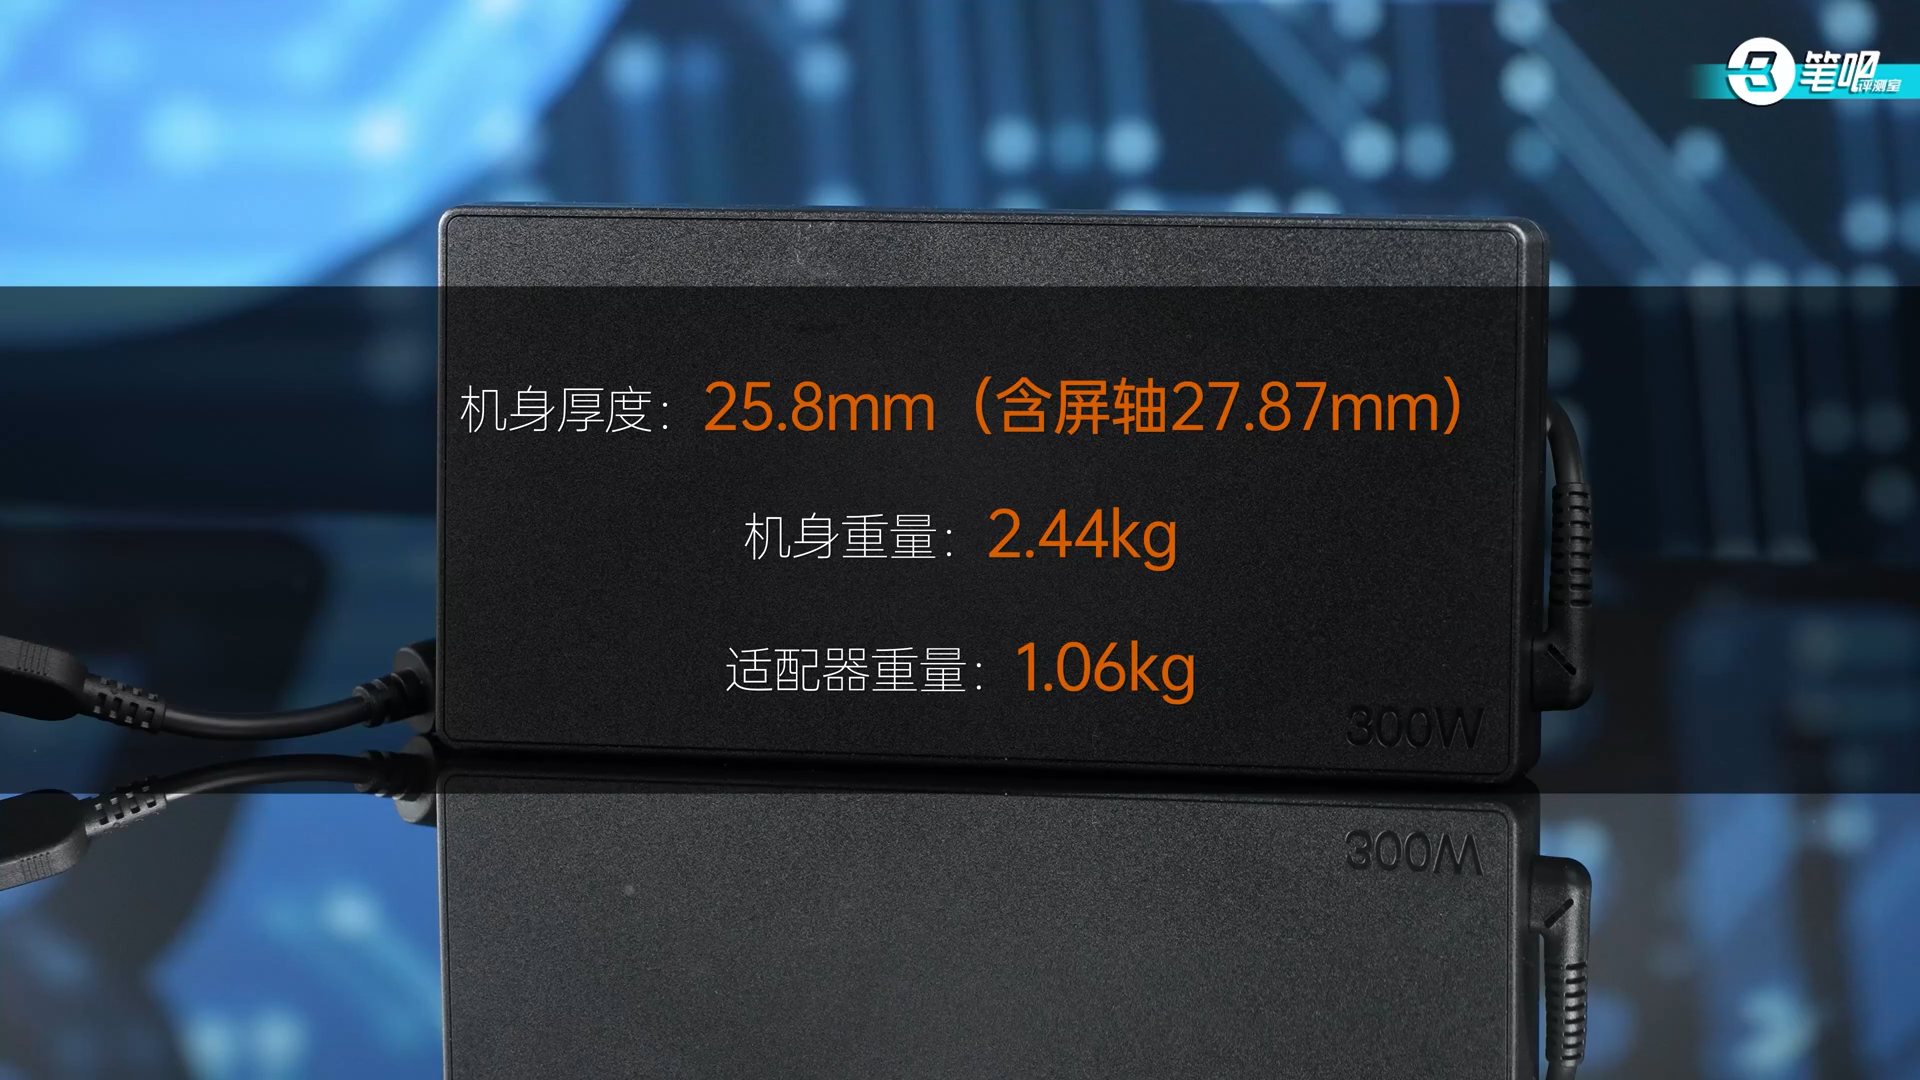 笔吧
评测室
机身厚度：25.8mm（含屏轴27.87mm）
机身重量：2.44kg
适配器重量：1.06kg
300W
300W